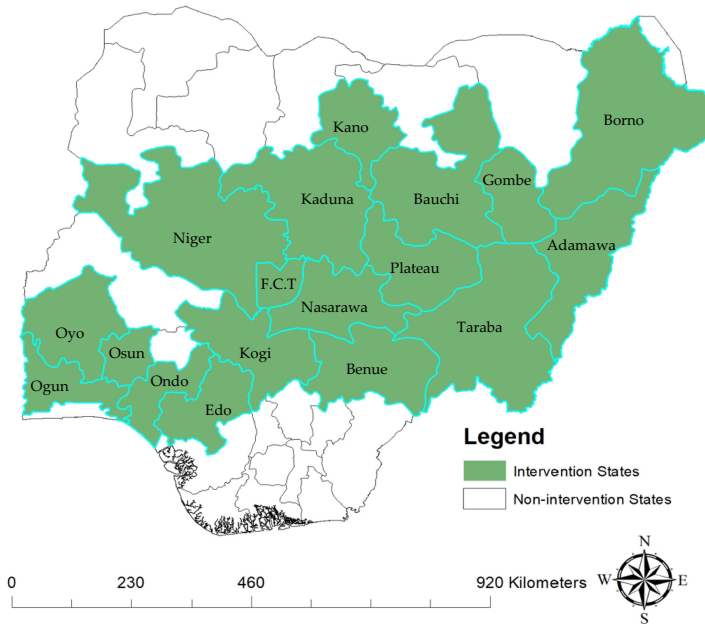 Kano
Borno
Gombe
Kaduna
Bauchi
Niger
Adamawa
Plateau
F.C.T
Nasarawa
Taraba
Oyo
Osun
Kogi
Benue
Ogun
Ondo
Edo
Legend
Intervention States
Non-intervention States
0 230 460 920 Kilometers
N
W E
S